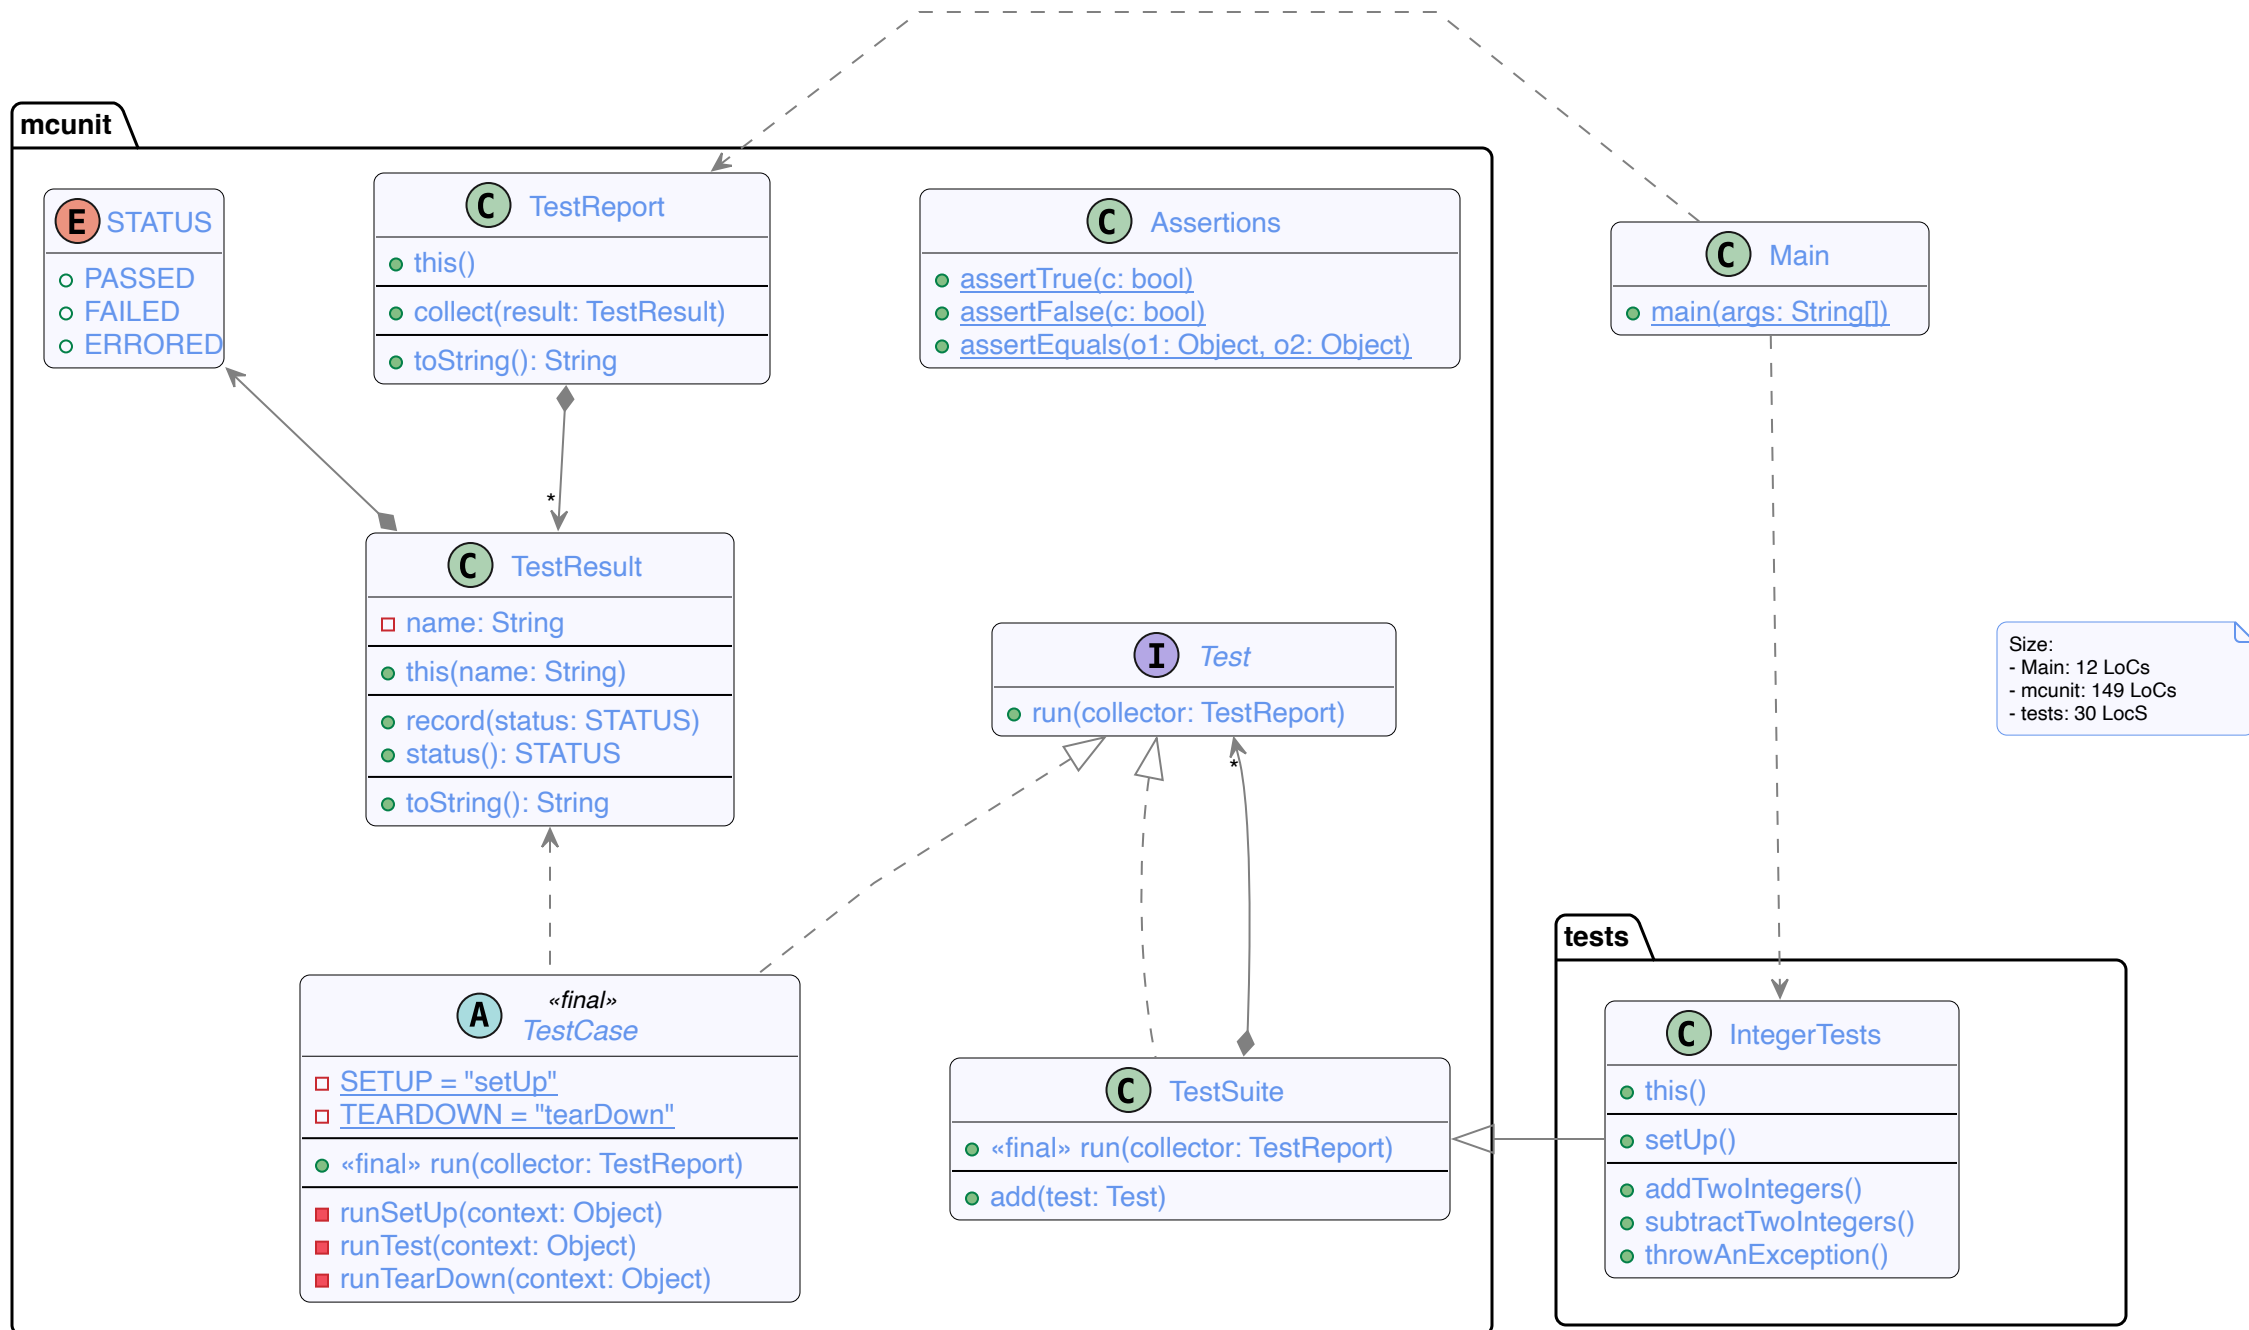 mcunit
E STATUS
PASSED
FAILED
ERRORED
C TestReport
this()
collect(result: TestResult)
toString(): String
C Assertions
assertTrue(c: bool)
assertFalse(c: bool)
assertEquals(o1: Object, o2: Object)
C Main
main(args: String[])
*
C TestResult
name: String
this(name: String)
record(status: STATUS)
status(): STATUS
toString(): String
I Test
run(collector: TestReport)
*
Size:
- Main: 12 LoCs
- mcunit: 149 LoCs
- tests: 30 LocS
«final»
A TestCase
SETUP = "setUp"
TEARDOWN = "tearDown"
«final» run(collector: TestReport)
runSetUp(context: Object)
runTest(context: Object)
runTearDown(context: Object)
C TestSuite
«final» run(collector: TestReport)
add(test: Test)
tests
C IntegerTests
this()
setUp()
addTwoIntegers()
subtractTwoIntegers()
throwAnException()